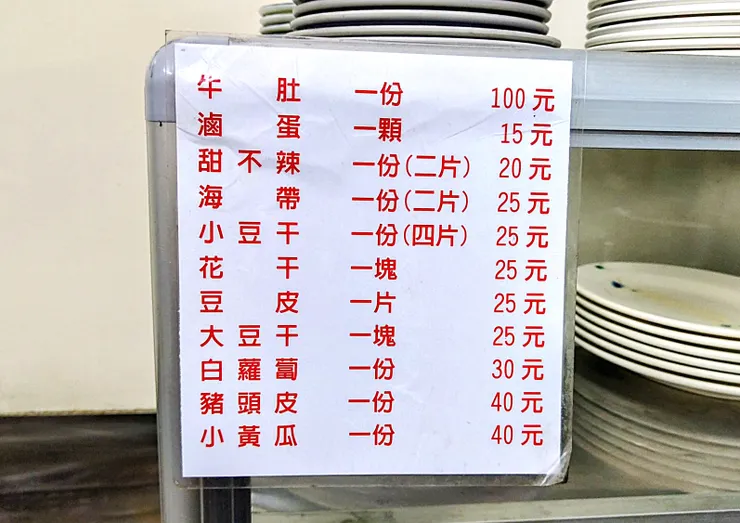 牛肚 一份 100元
滷蛋 一顆 15元
甜不辣 一份(二片) 20元
海帶 一份(二片) 25元
小豆干 一份(四片) 25元
花干 一塊 25元
豆皮 一片 25元
大豆干 一塊 25元
白蘿蔔 一份 30元
豬頭皮 一份 40元
小黃瓜 一份 40元